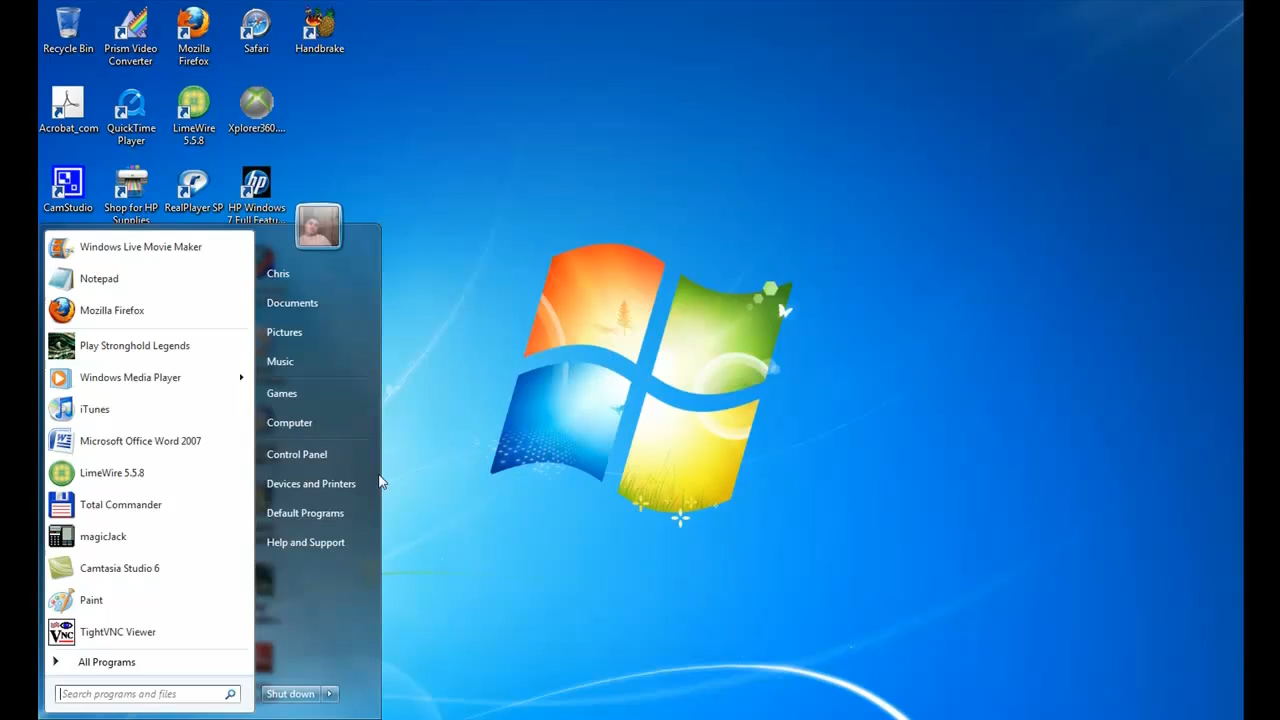 Recycle Bin
Prism Video
Converter
Mozilla
Firefox
Safari
Handbrake
Acrobat_com
QuickTime
Player
LimeWire
5.5.8
Xplorer360....
CamStudio
Shop for HP
Supplies
RealPlayer SP
HP Windows
7 Full Featu...
Windows Live Movie Maker
Notepad
Mozilla Firefox
Play Stronghold Legends
Windows Media Player
iTunes
Microsoft Office Word 2007
LimeWire 5.5.8
Total Commander
magicJack
Camtasia Studio 6
Paint
TightVNC Viewer
All Programs
Search programs and files
Chris
Documents
Pictures
Music
Games
Computer
Control Panel
Devices and Printers
Default Programs
Help and Support
Shut down